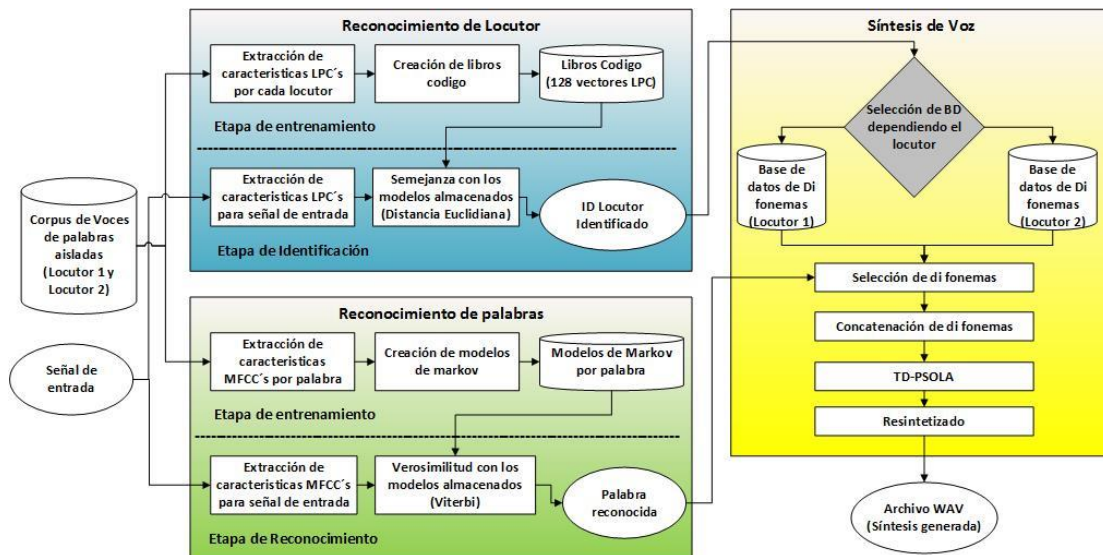 Reconocimiento de Locutor
Extracción de
caracteristicas LPC´s
por cada locutor
Creación de libros
codigo
Libros Codigo
(128 vectores LPC)
Etapa de entrenamiento
Extracción de
características LPC´s
para señal de entrada
Semejanza con los
modelos almacenados
(Distancia Euclidiana)
ID Locutor
Identificado
Etapa de Identificación
Corpus de Voces
de palabras
aisladas
(Locutor 1 y
Locutor 2)
Señal de
entrada
Reconocimiento de palabras
Extracción de
caracteristicas
MFCC´s por palabra
Creación de modelos
de markov
Modelos de Markov
por palabra
Etapa de entrenamiento
Extracción de
caracteristicas MFCC´s
para señal de entrada
Verosimilitud con los
modelos almacenados
(Viterbi)
Palabra
reconocida
Etapa de Reconocimiento
Síntesis de Voz
Selección de BD
dependiendo el
locutor
Base de
datos de Di
fonemas
(Locutor 1)
Base de
datos de Di
fonemas
(Locutor 2)
Selección de di fonemas
Concatenación de di fonemas
TD-PSOLA
Resintetizado
Archivo WAV
(Síntesis generada)